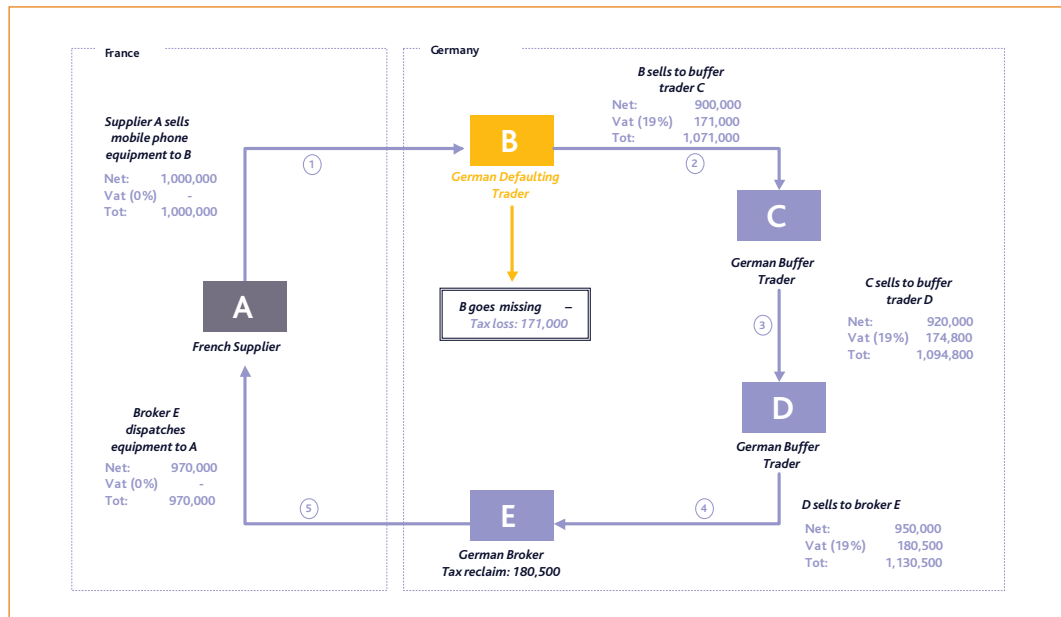 France
Germany
Supplier A sells
mobile phone
equipment to B
Net: 1,000,000
Vat (0%) -
Tot: 1,000,000
1
B
German Defaulting
Trader
B sells to buffer
trader C
Net: 900,000
Vat (19%) 171,000
Tot: 1,071,000
2
C
German Buffer
Trader
B goes missing –
Tax loss: 171,000
A
French Supplier
3
C sells to buffer
trader D
Net: 920,000
Vat (19%) 174,800
Tot: 1,094,800
D
German Buffer
Trader
D sells to broker E
Net: 950,000
Vat (19%) 180,500
Tot: 1,130,500
4
E
German Broker
Tax reclaim: 180,500
5
Broker E
dispatches
equipment to A
Net: 970,000
Vat (0%) -
Tot: 970,000